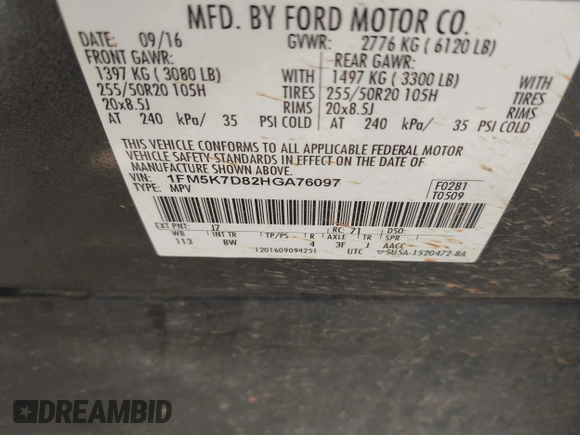 MFD. BY FORD MOTOR CO.
DATE: 09/16 GVWR: 2776 KG ( 6120 LB)
FRONT GAWR: REAR GAWR:
1397 KG ( 3080 LB) WITH 1497 KG ( 3300 LB) WITH
255/50R20 105H TIRES 255/50R20 105H TIRES
20x8.5J RIMS 20x8.5J RIMS
AT 240 kPa/ 35 PSI COLD AT 240 kPa/ 35 PSI COLD
THIS VEHICLE CONFORMS TO ALL APPLICABLE FEDERAL MOTOR
VEHICLE SAFETY STANDARDS IN EFFECT ON THE DATE OF
MANUFACTURE SHOWN ABOVE.
VIN: 1FM5K7D82HGA76097
TYPE: MPV
F0281
T0509
EXT PNT: J7 RC: 71 DSO:
WB INT TR TP/PS R AXLE TR SPR
113 BW 4 3F J AACC
1201609094251 UTC 5U5A-1520472-BA
DREAMBID